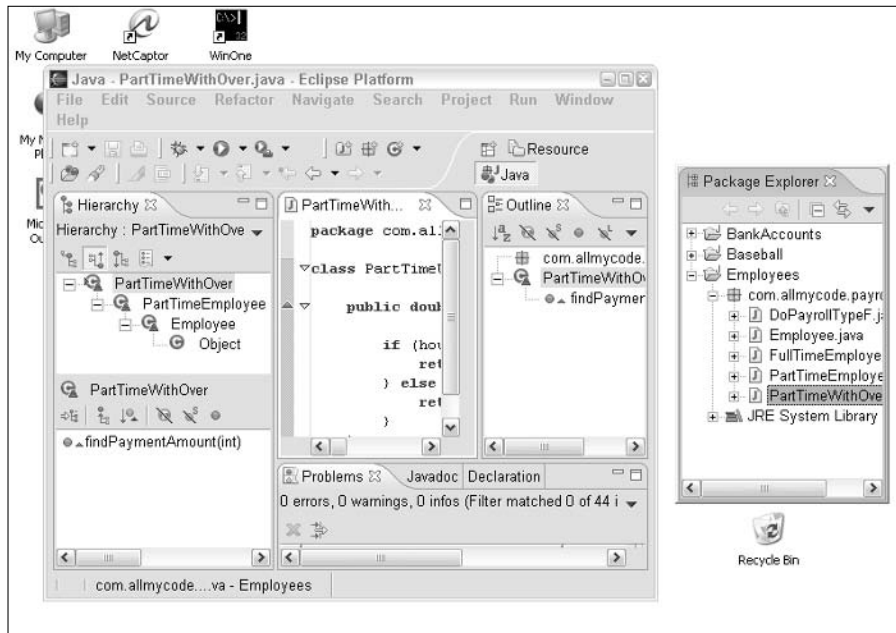 My Computer
NetCaptor
WinOne
Java - PartTimeWithOver.java - Eclipse Platform
File Edit Source Refactor Navigate Search Project Run Window
Help
Resource
Java
Hierarchy
Hierarchy : PartTimeWithOve
PartTimeWithOver
PartTimeEmployee
Employee
Object
PartTimeWithOver
findPaymentAmount(int)
PartTimeWith...
package com.al
class PartTime
public doub
if (hou
ret
} else
ret
}
Outline
com.allmycode.
PartTimeWithO
findPaymer
Problems Javadoc Declaration
0 errors, 0 warnings, 0 infos (Filter matched 0 of 44 i
com.allmycode....va - Employees
Package Explorer
BankAccounts
Baseball
Employees
com.allmycode.payro
DoPayrollTypeF.ja
Employee.java
FullTimeEmploye
PartTimeEmploye
PartTimeWithOve
JRE System Library
Recycle Bin